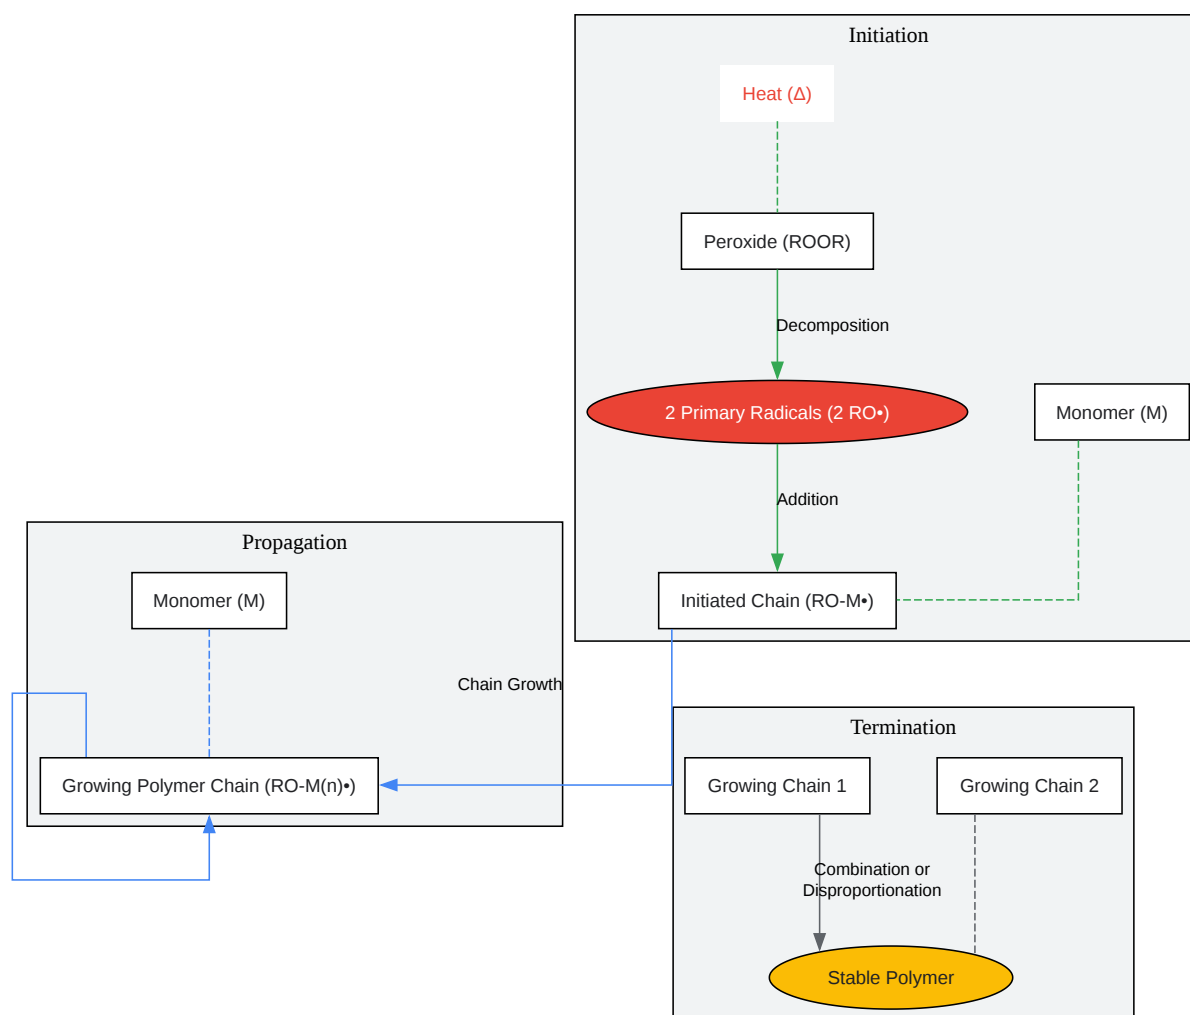 Initiation
Heat (Δ)
Peroxide (ROOR)
Decomposition
2 Primary Radicals (2 RO•)
Monomer (M)
Addition
Initiated Chain (RO-M•)
Propagation
Monomer (M)
Chain Growth
Growing Polymer Chain (RO-M(n)•)
Termination
Growing Chain 1
Growing Chain 2
Combination or
Disproportionation
Stable Polymer